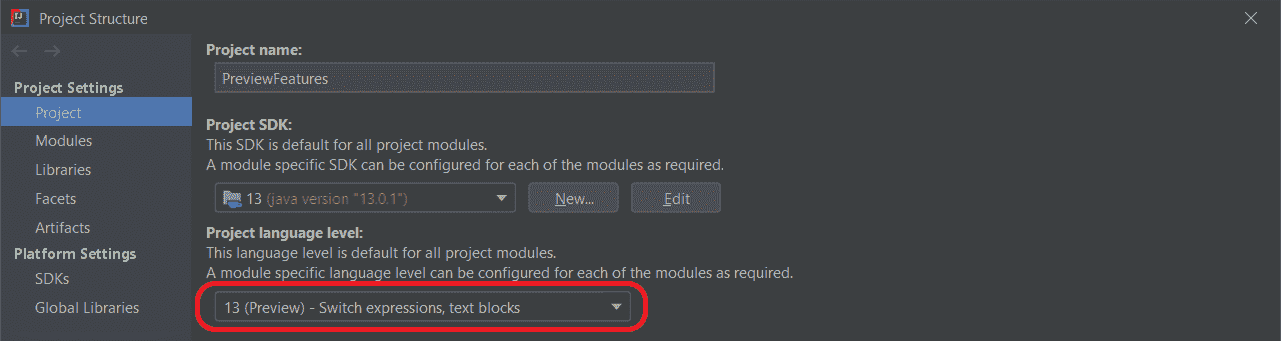 Project Structure
Project name:
Project Settings
PreviewFeatures
Project
Project SDK:
Modules
This SDK is default for all project modules.
A module specific SDK can be configured for each of the modules as required.
Libraries
Facets
13 (java version "13.0.1")
New...
Edit
Artifacts
Project language level:
Platform Settings
This language level is default for all project modules.
A module specific language level can be configured for each of the modules as required.
SDKs
Global Libraries
13 (Preview) - Switch expressions, text blocks